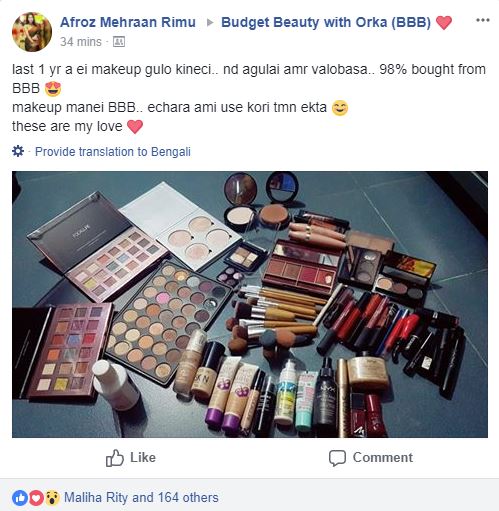 Afroz Mehraan Rimu ▶ Budget Beauty with Orka (BBB) ❤
34 mins ·
last 1 yr a ei makeup gulo kineci.. nd agulai amr valobasa.. 98% bought from
BBB 😍
makeup manei BBB.. echara ami use kori tmn ekta 😊
these are my love ❤
· Provide translation to Bengali
FOCALLURE
NYX
Like
Comment
Maliha Rity and 164 others